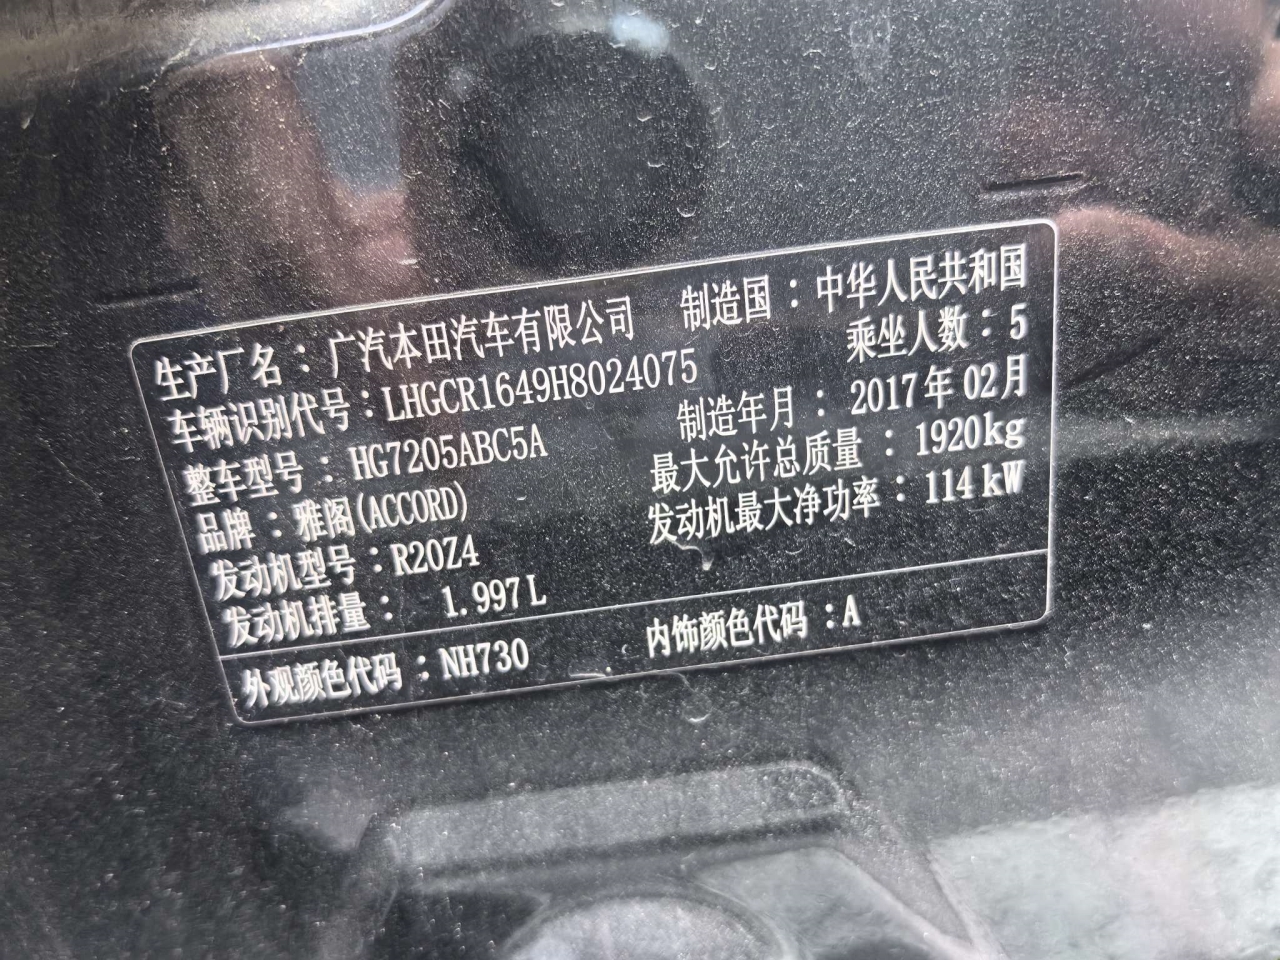 生产厂名：广汽本田汽车有限公司 制造国：中华人民共和国
车辆识别代号：LHGCR1649H8024075 乘坐人数：5
整车型号：HG7205ABC5A 制造年月：2017年02月
品牌：雅阁(ACCORD) 最大允许总质量：1920kg
发动机型号：R20Z4 发动机最大净功率：114kW
发动机排量：1.997L
外观颜色代码：NH730 内饰颜色代码：A